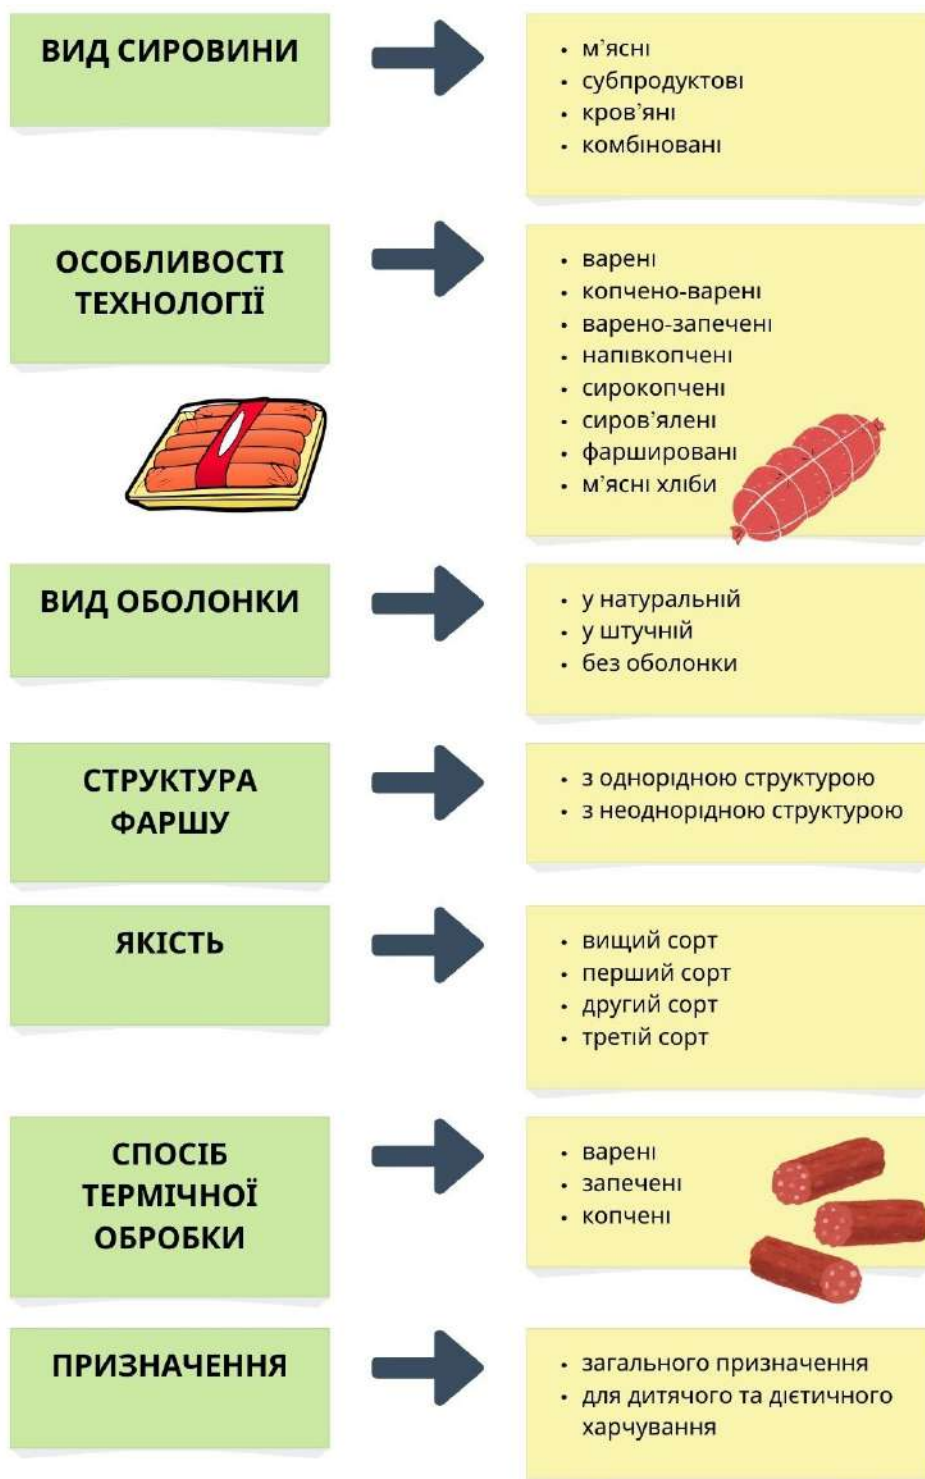 ВИД СИРОВИНИ
• м’ясні
• субпродуктові
• кров’яні
• комбіновані
ОСОБЛИВОСТІ
ТЕХНОЛОГІЇ
• варені
• копчено-варені
• варено-запечені
• напівкопчені
• сирокопчені
• сиров’ялені
• фаршировані
• м’ясні хліби
ВИД ОБОЛОНКИ
• у натуральній
• у штучній
• без оболонки
СТРУКТУРА
ФАРШУ
• з однорідною структурою
• з неоднорідною структурою
ЯКІСТЬ
• вищий сорт
• перший сорт
• другий сорт
• третій сорт
СПОСІБ
ТЕРМІЧНОЇ
ОБРОБКИ
• варені
• запечені
• копчені
ПРИЗНАЧЕННЯ
• загального призначення
• для дитячого та дієтичного
харчування